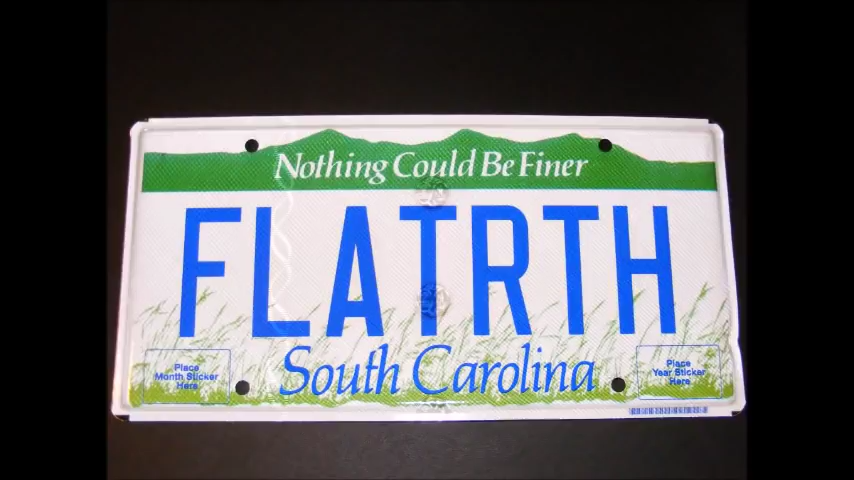 Nothing Could Be Finer
FLATRTH
South Carolina
Place
Month Sticker
Here
Place
Year Sticker
Here